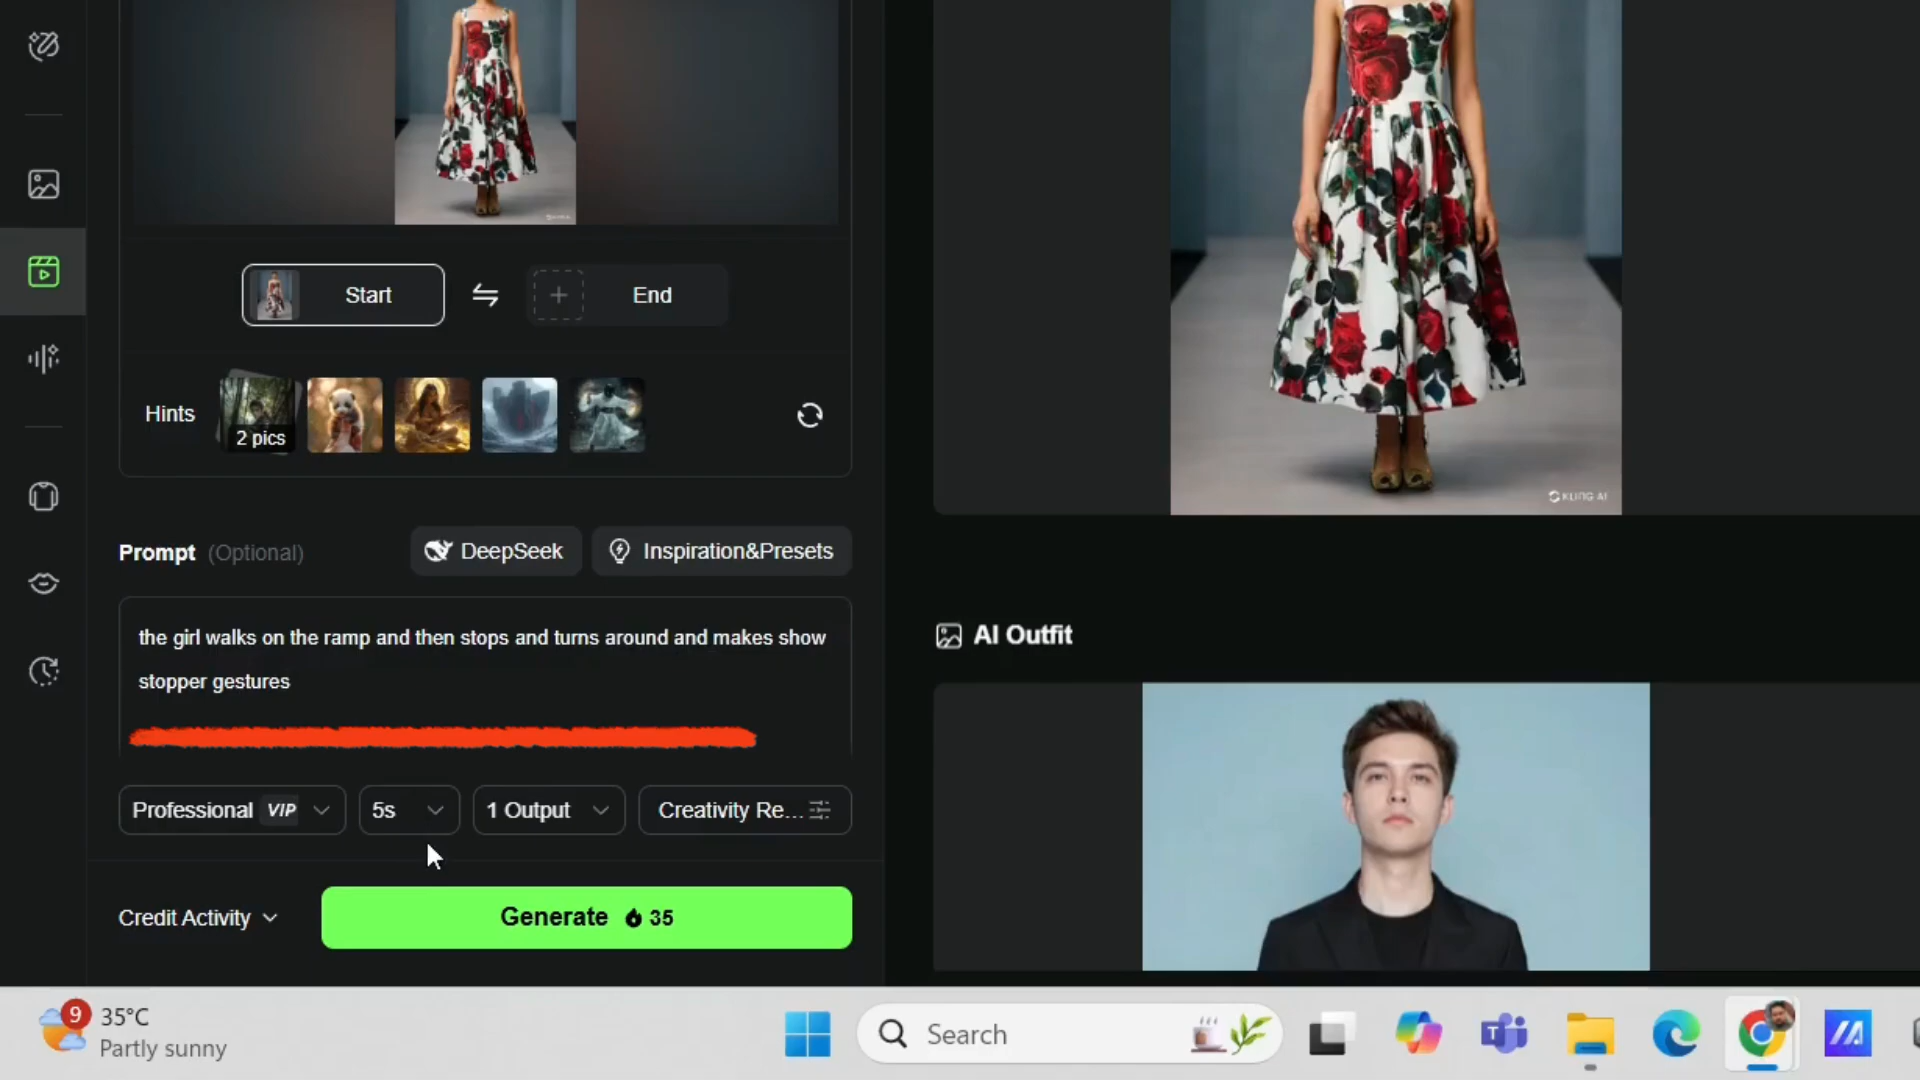 Start
End
Hints
2 pics
Prompt (Optional)
DeepSeek
Inspiration&Presets
the girl walks on the ramp and then stops and turns around and makes show
stopper gestures
Professional VIP
5s
1 Output
Creativity Re...
Credit Activity
Generate 35
KLING AI
AI Outfit
9
35°C
Partly sunny
Search